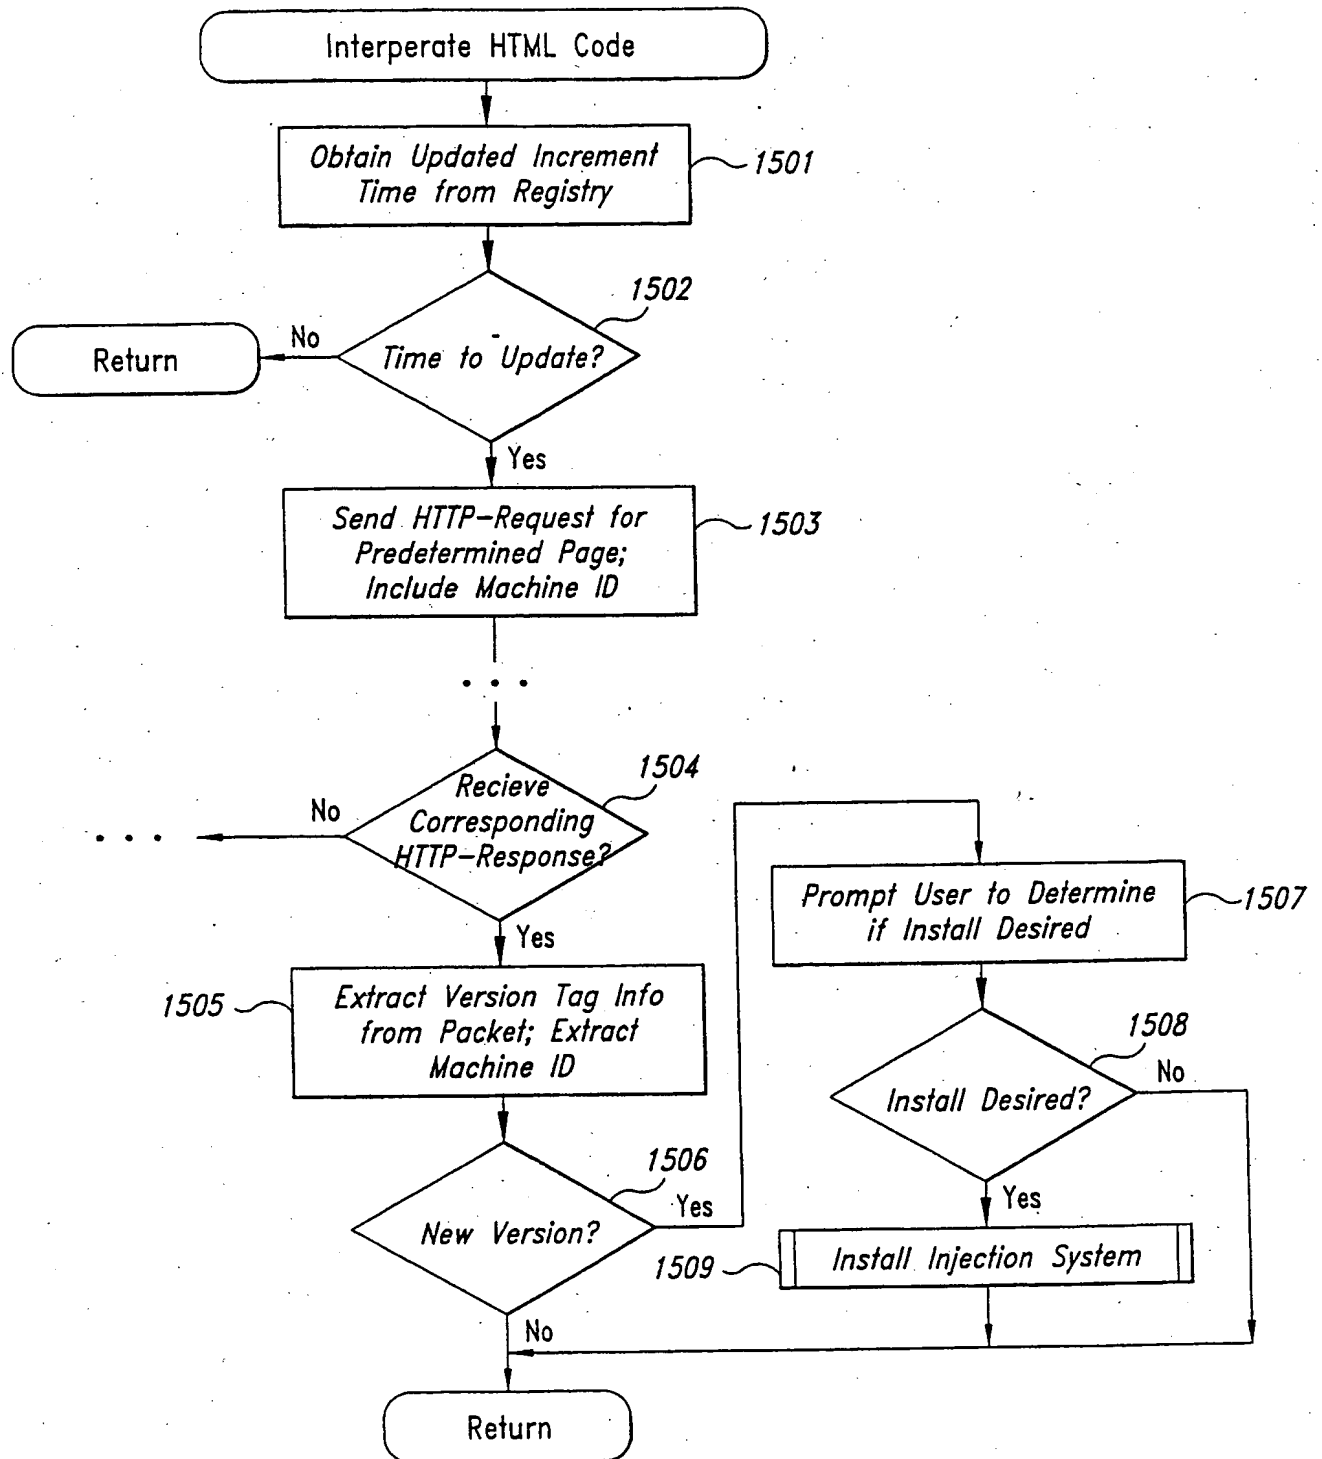 Interperate HTML Code
Obtain Updated Increment
Time from Registry
1501
1502
Time to Update?
No
Return
Yes
Send HTTP-Request for
Predetermined Page;
Include Machine ID
1503
. . .
1504
Recieve
Corresponding
HTTP-Response?
No
. . .
Yes
1505
Extract Version Tag Info
from Packet; Extract
Machine ID
1506
New Version?
Yes
No
Prompt User to Determine
if Install Desired
1507
1508
Install Desired?
No
Yes
1509
Install Injection System
Return